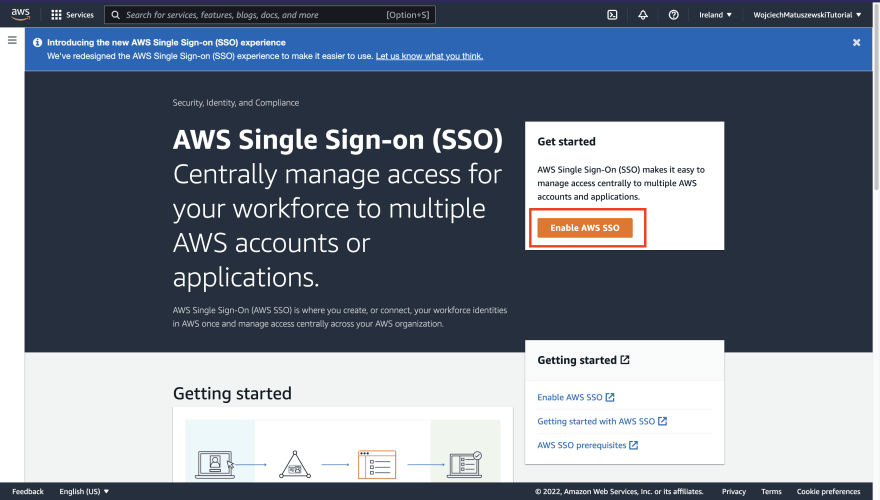 aws
Services
Search for services, features, blogs, docs, and more
[Option+S]
Ireland ▼
WojciechMatuszewskiTutorial ▼
Introducing the new AWS Single Sign-on (SSO) experience
We've redesigned the AWS Single Sign-on (SSO) experience to make it easier to use. Let us know what you think.
Security, Identity, and Compliance
AWS Single Sign-on (SSO)
Centrally manage access for
your workforce to multiple
AWS accounts or
applications.
AWS Single Sign-On (AWS SSO) is where you create, or connect, your workforce identities
in AWS once and manage access centrally across your AWS organization.
Get started
AWS Single Sign-On (SSO) makes it easy to
manage access centrally to multiple AWS
accounts and applications.
Enable AWS SSO
Getting started
Enable AWS SSO
Getting started with AWS SSO
AWS SSO prerequisites
Getting started
Feedback
English (US) ▼
© 2022, Amazon Web Services, Inc. or its affiliates.
Privacy
Terms
Cookie preferences